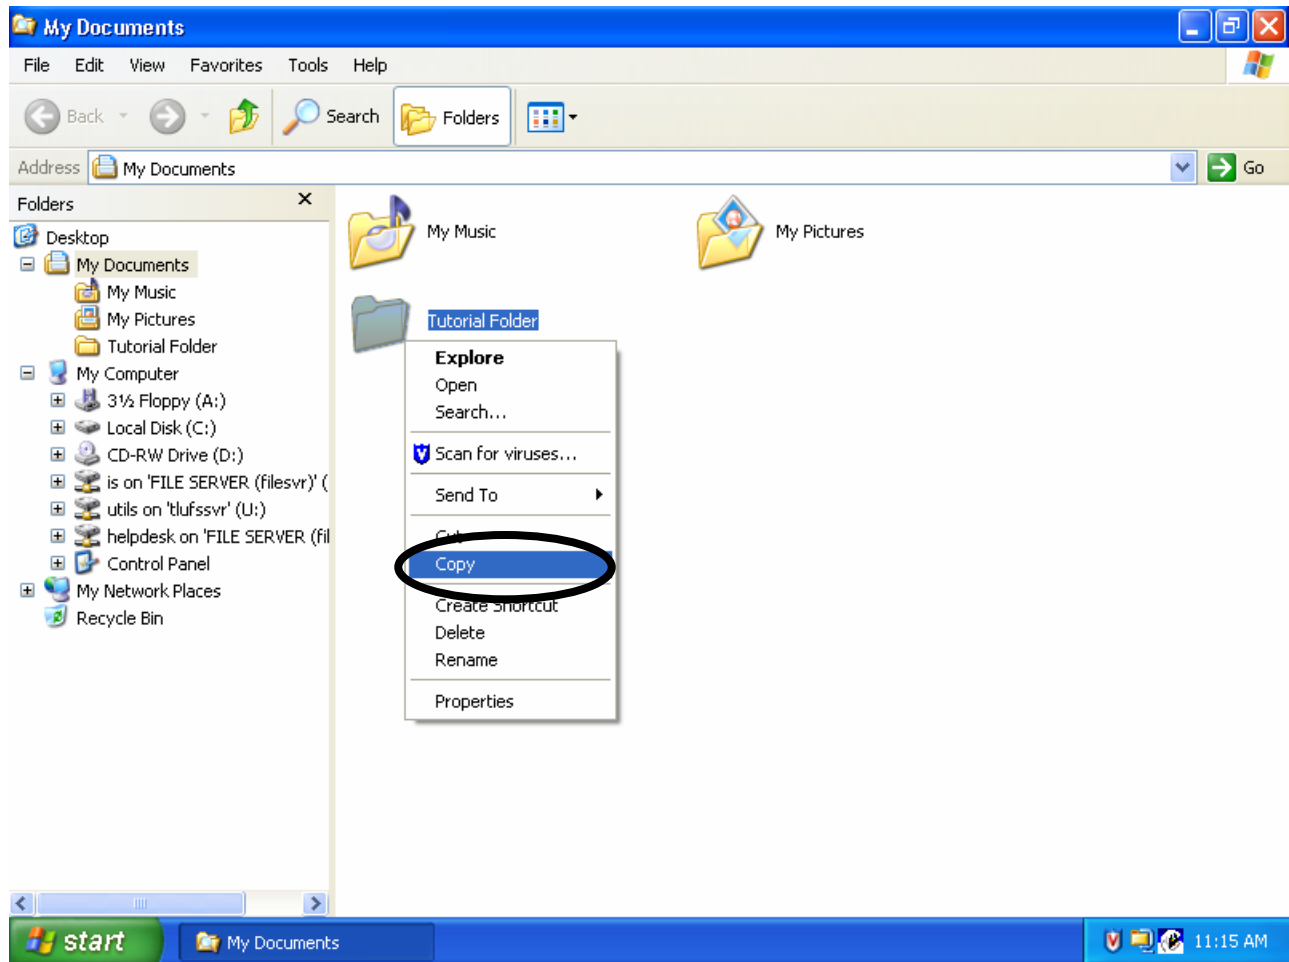 My Documents
File Edit View Favorites Tools Help
Back Search Folders
Address My Documents Go
Folders
Desktop
My Documents
My Music
My Pictures
Tutorial Folder
My Computer
3½ Floppy (A:)
Local Disk (C:)
CD-RW Drive (D:)
is on 'FILE SERVER (filesvr)' (
utils on 'tlufssvr' (U:)
helpdesk on 'FILE SERVER (fil
Control Panel
My Network Places
Recycle Bin
My Music My Pictures
Tutorial Folder
Explore
Open
Search...
Scan for viruses...
Send To
Cut
Copy
Create Shortcut
Delete
Rename
Properties
start My Documents 11:15 AM